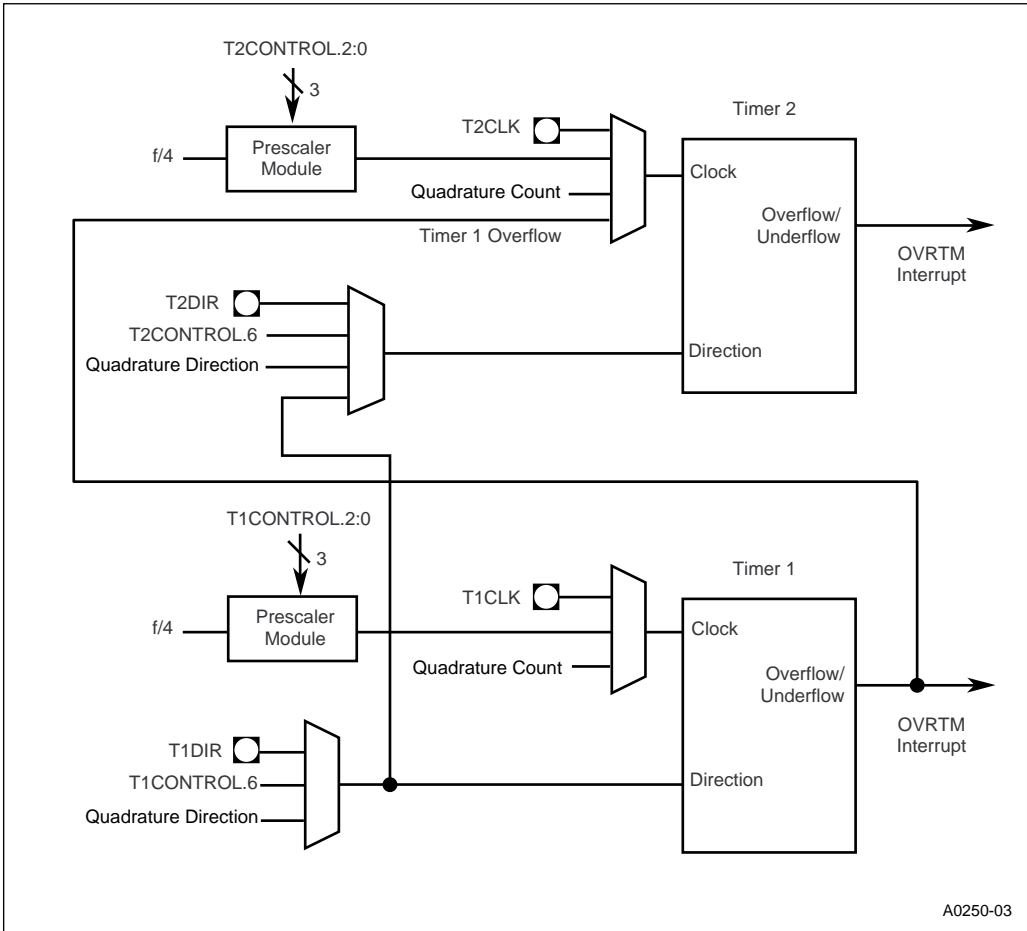 T2CONTROL.2:0
3
f/4
Prescaler
Module
T2CLK
Quadrature Count
Timer 1 Overflow
Timer 2
Clock
Overflow/
Underflow
OVRTM
Interrupt
T2DIR
T2CONTROL.6
Quadrature Direction
Direction
T1CONTROL.2:0
3
f/4
Prescaler
Module
T1CLK
Quadrature Count
Timer 1
Clock
Overflow/
Underflow
OVRTM
Interrupt
T1DIR
T1CONTROL.6
Quadrature Direction
Direction
A0250-03